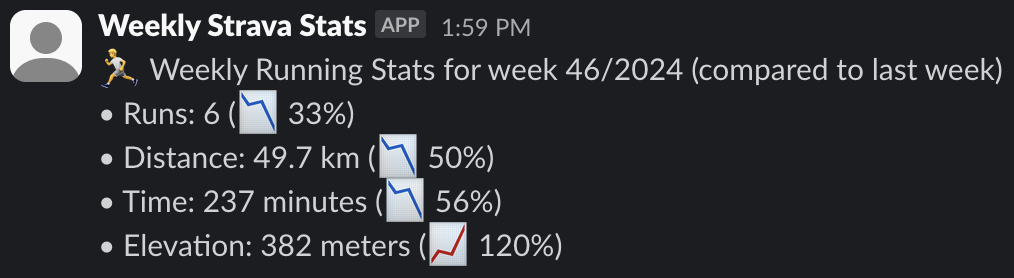 Weekly Strava Stats APP 1:59 PM
🏃 Weekly Running Stats for week 46/2024 (compared to last week)
• Runs: 6 (📉 33%)
• Distance: 49.7 km (📉 50%)
• Time: 237 minutes (📉 56%)
• Elevation: 382 meters (📈 120%)